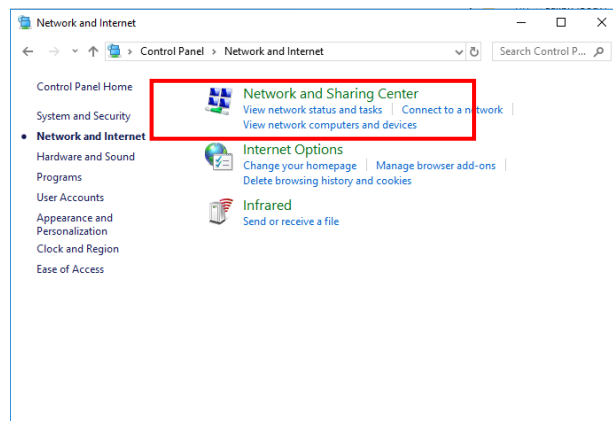 Network and Internet
Control Panel › Network and Internet
Search Control P...
Control Panel Home
System and Security
Network and Internet
Hardware and Sound
Programs
User Accounts
Appearance and
Personalization
Clock and Region
Ease of Access
Network and Sharing Center
View network status and tasks | Connect to a network
View network computers and devices
Internet Options
Change your homepage | Manage browser add-ons
Delete browsing history and cookies
Infrared
Send or receive a file